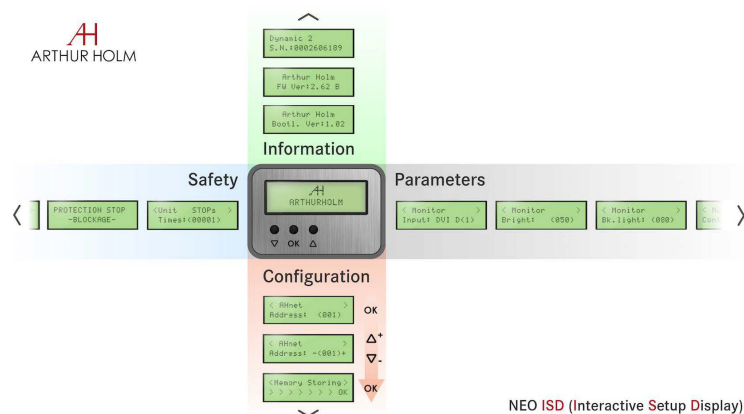 AH
ARTHUR HOLM
Dynamic 2
S.N.:0002606189
Arthur Holm
FW Ver:2.62 B
Arthur Holm
Bootl. Ver:1.02
Information
Safety
Parameters
PROTECTION STOP
-BLOCKAGE-
<Unit STOPs >
Times:(00001)
AH
ARTHURHOLM
▽ OK △
< Monitor >
Input: DVI D(1)
< Monitor >
Bright: (050)
< Monitor >
Bk.light: (080)
Configuration
< AHnet >
Address: (001)
OK
< AHnet >
Address: -(001)+
△+
▽-
<Memory Storing>
> > > > > > > OK
OK
NEO ISD (Interactive Setup Display)